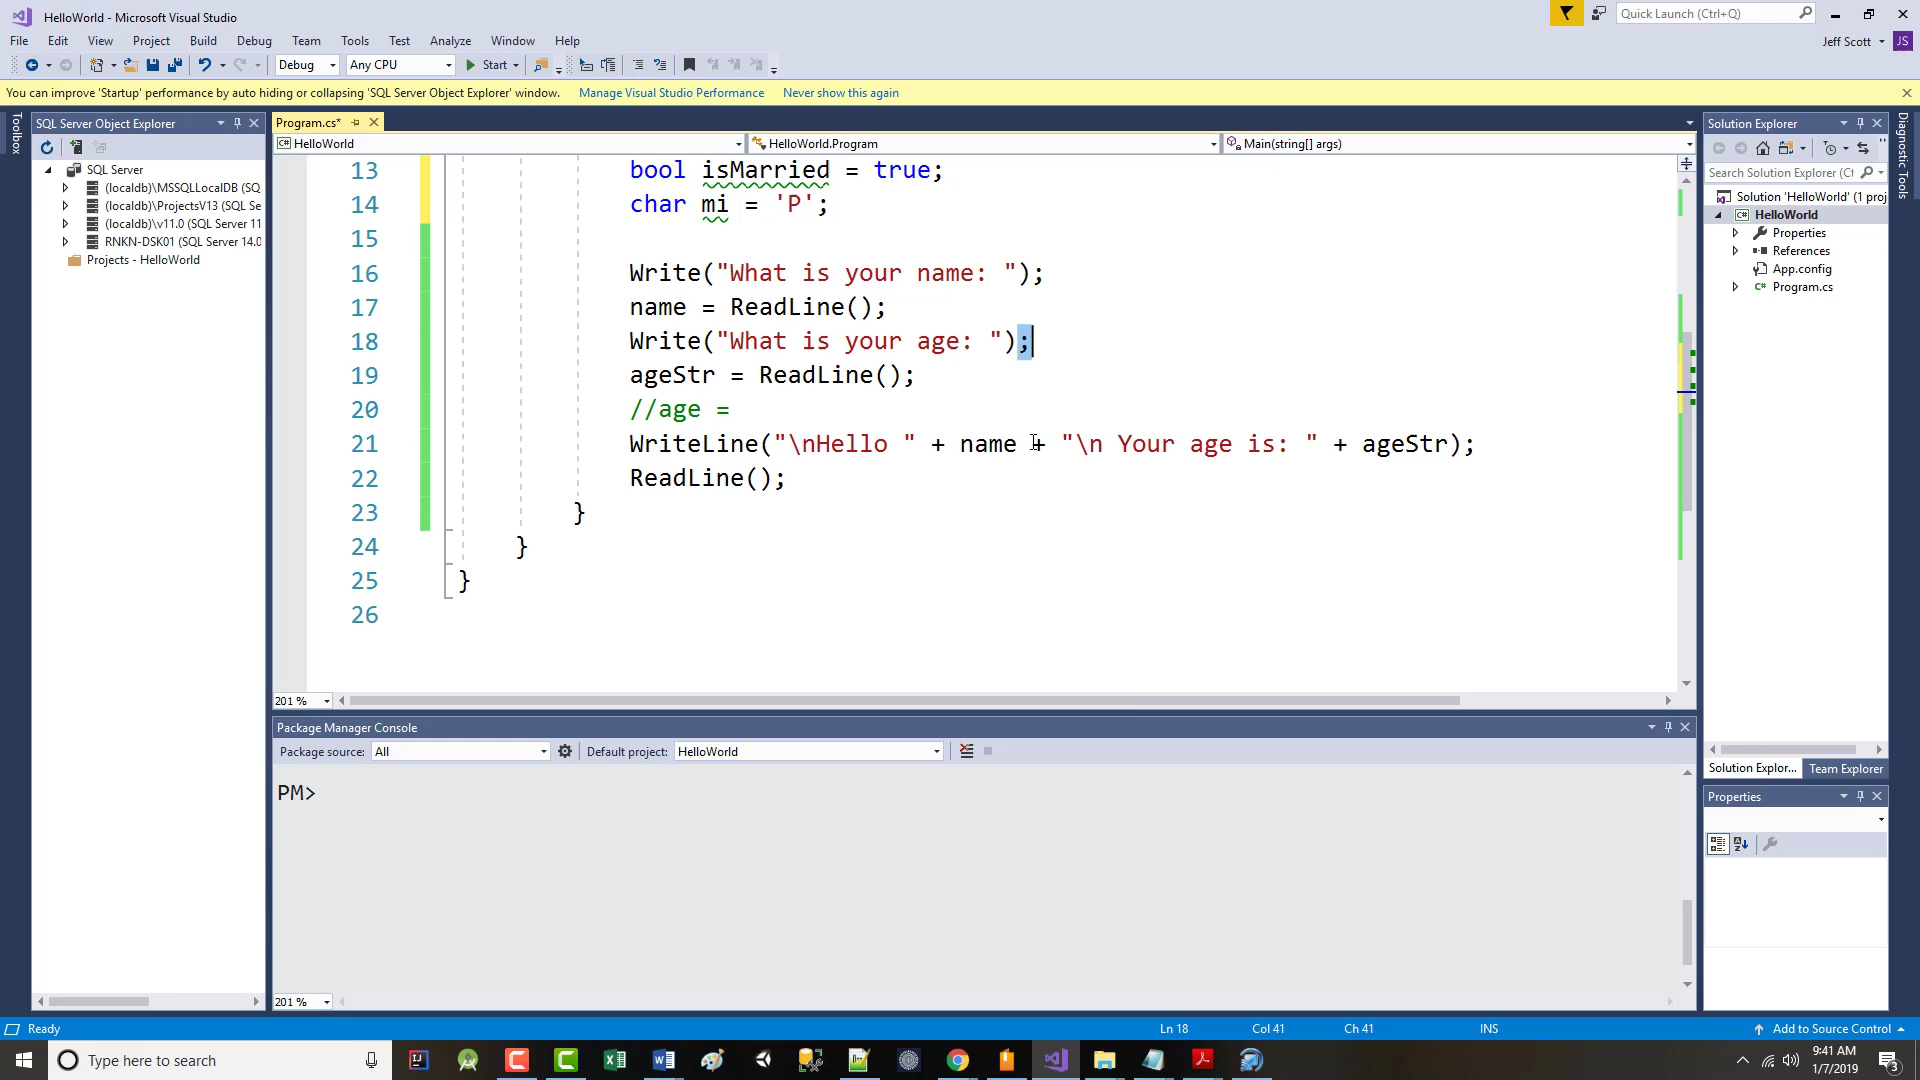 HelloWorld - Microsoft Visual Studio
Quick Launch (Ctrl+Q)
File Edit View Project Build Debug Team Tools Test Analyze Window Help
Jeff Scott JS
Debug Any CPU Start
You can improve 'Startup' performance by auto hiding or collapsing 'SQL Server Object Explorer' window. Manage Visual Studio Performance Never show this again
Toolbox
SQL Server Object Explorer
SQL Server
(localdb)\MSSQLLocalDB (SQ
(localdb)\ProjectsV13 (SQL Se
(localdb)\v11.0 (SQL Server 11
RNKN-DSK01 (SQL Server 14.0
Projects - HelloWorld
Program.cs*
HelloWorld HelloWorld.Program Main(string[] args)
13 bool isMarried = true;
14 char mi = 'P';
15
16 Write("What is your name: ");
17 name = ReadLine();
18 Write("What is your age: ");
19 ageStr = ReadLine();
20 //age =
21 WriteLine("\nHello " + name + "\n Your age is: " + ageStr);
22 ReadLine();
23 }
24 }
25 }
26
201 %
Package Manager Console
Package source: All Default project: HelloWorld
PM>
201 %
Solution Explorer
Search Solution Explorer (Ct
Solution 'HelloWorld' (1 proj
HelloWorld
Properties
References
App.config
Program.cs
Solution Explor... Team Explorer
Properties
Diagnostic Tools
Ready Ln 18 Col 41 Ch 41 INS Add to Source Control
Type here to search
9:41 AM
1/7/2019
3